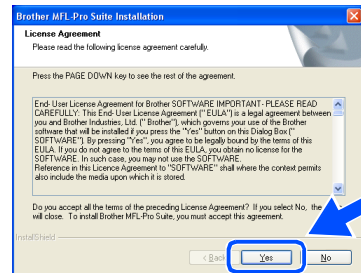 Brother MFL-Pro Suite Installation
License Agreement
Please read the following license agreement carefully.
Press the PAGE DOWN key to see the rest of the agreement.
End- User License Agreement for Brother SOFTWARE IMPORTANT- PLEASE READ
CAREFULLY: This End- User License Agreement (" EULA") is a legal agreement between
you and Brother Industries, Ltd. (" Brother"), which governs your use of the Brother
software that will be installed if you press the "Yes" button on this Dialog Box ("
SOFTWARE"). By pressing "Yes", you agree to be legally bound by the terms of this
EULA. If you do not agree to the terms of this EULA, you obtain no license for the
SOFTWARE. In such case, you may not use the SOFTWARE.
Reference in this Licence Agreement to "SOFTWARE" shall where the context permits
also include the media upon which it is stored.
Do you accept all the terms of the preceding License Agreement? If you select No, the
will close. To install Brother MFL-Pro Suite, you must accept this agreement.
InstallShield
< Back Yes No